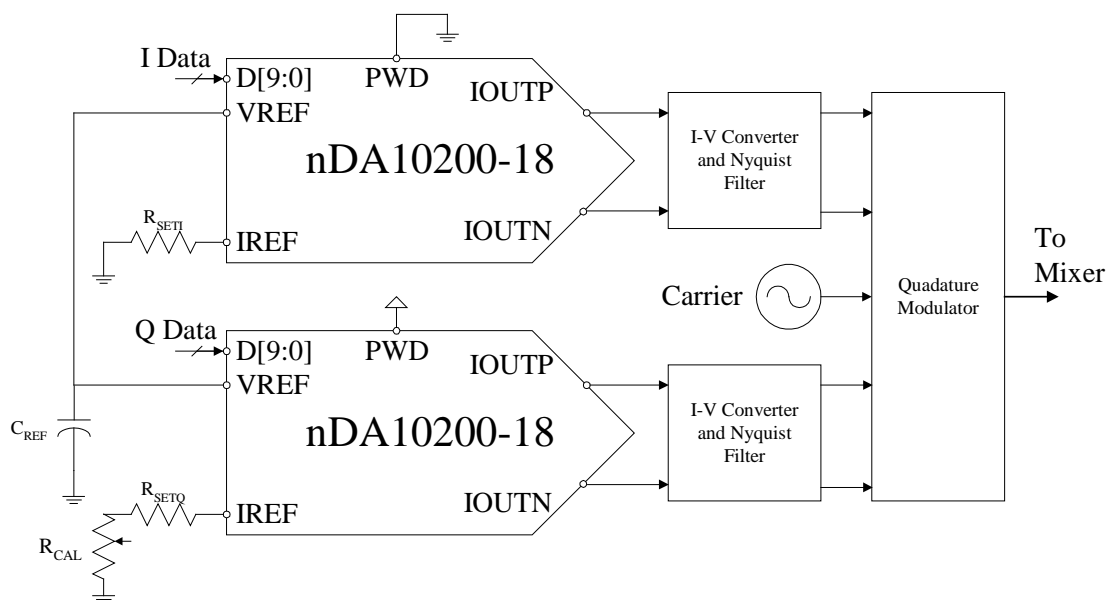 I Data
D[9:0]
PWD
VREF
IOUTP
nDA10200-18
I-V Converter
and Nyquist
Filter
R_SETI
IREF
IOUTN
To
Mixer
Carrier
Quadature
Modulator
Q Data
D[9:0]
PWD
VREF
IOUTP
C_REF
nDA10200-18
I-V Converter
and Nyquist
Filter
R_SETQ
IREF
IOUTN
R_CAL